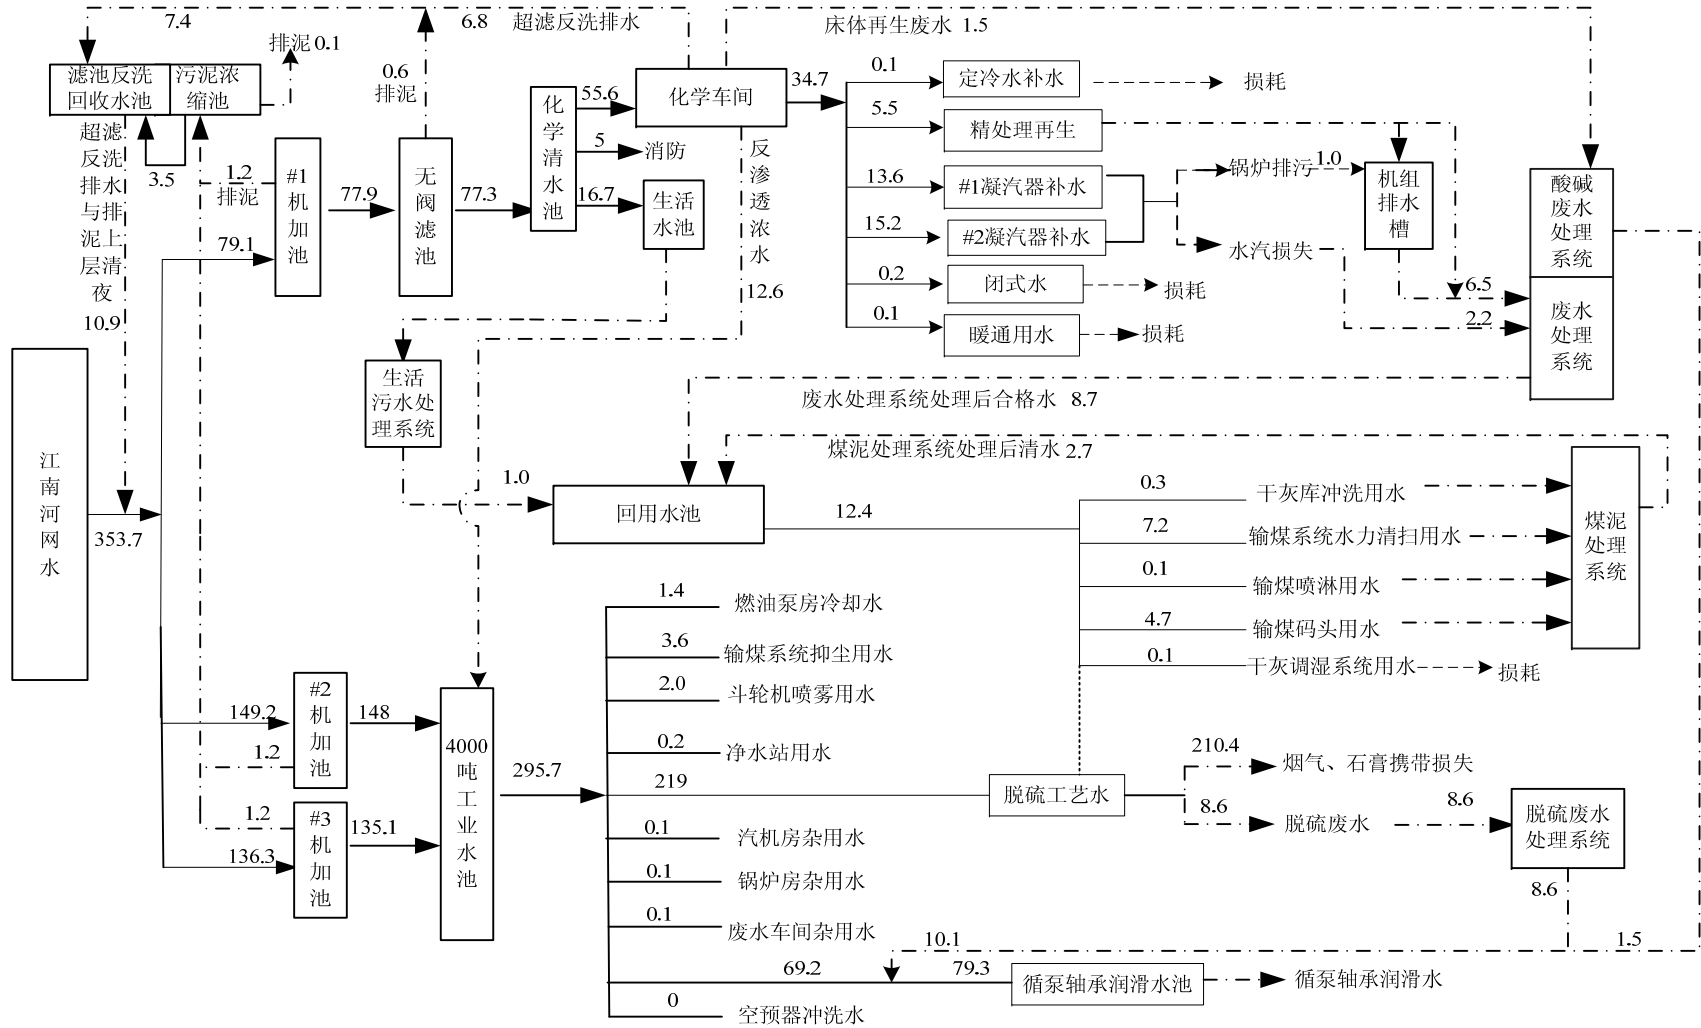 7.4
6.8
超滤反洗排水
床体再生废水 1.5
排泥 0.1
滤池反洗
回收水池
污泥浓
缩池
0.6
排泥
化学清水池
55.6
化学车间
34.7
0.1
定冷水补水
损耗
5.5
精处理再生
超滤
反洗
排水
与排
泥上
层清
夜
10.9
3.5
1.2
排泥
#1
机加池
77.9
无阀滤池
77.3
5
消防
16.7
生活
水池
反渗透浓水
12.6
13.6
#1凝汽器补水
锅炉排污
1.0
机组
排水
槽
酸碱
废水
处理
系统
15.2
#2凝汽器补水
水汽损失
79.1
0.2
闭式水
损耗
6.5
2.2
废水
处理
系统
0.1
暖通用水
损耗
江南河网水
353.7
生活
污水处
理系统
废水处理系统处理后合格水 8.7
煤泥处理系统处理后清水 2.7
1.0
回用水池
12.4
0.3
干灰库冲洗用水
7.2
输煤系统水力清扫用水
0.1
输煤喷淋用水
4.7
输煤码头用水
0.1
干灰调湿系统用水
损耗
煤泥
处理
系统
1.4
燃油泵房冷却水
3.6
输煤系统抑尘用水
2.0
斗轮机喷雾用水
0.2
净水站用水
149.2
#2
机加池
148
1.2
4000
吨工业水池
295.7
219
脱硫工艺水
210.4
烟气、石膏携带损失
8.6
脱硫废水
8.6
脱硫废水
处理系统
8.6
1.2
#3
机加池
135.1
136.3
0.1
汽机房杂用水
0.1
锅炉房杂用水
0.1
废水车间杂用水
10.1
1.5
69.2
79.3
循泵轴承润滑水池
循泵轴承润滑水
0
空预器冲洗水